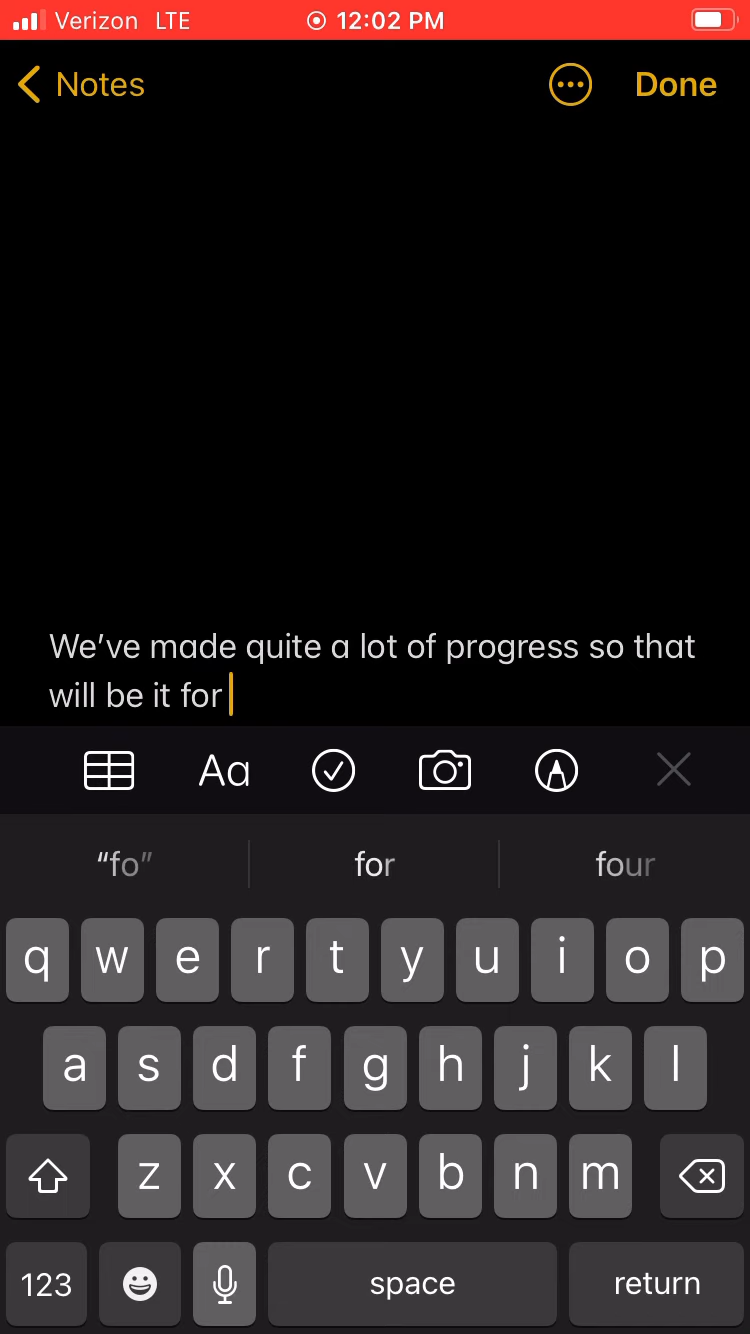 Verizon LTE 12:02 PM
Notes Done
We’ve made quite a lot of progress so that
will be it for
Aa
“fo” for four
q w e r t y u i o p
a s d f g h j k l
z x c v b n m
123 space return